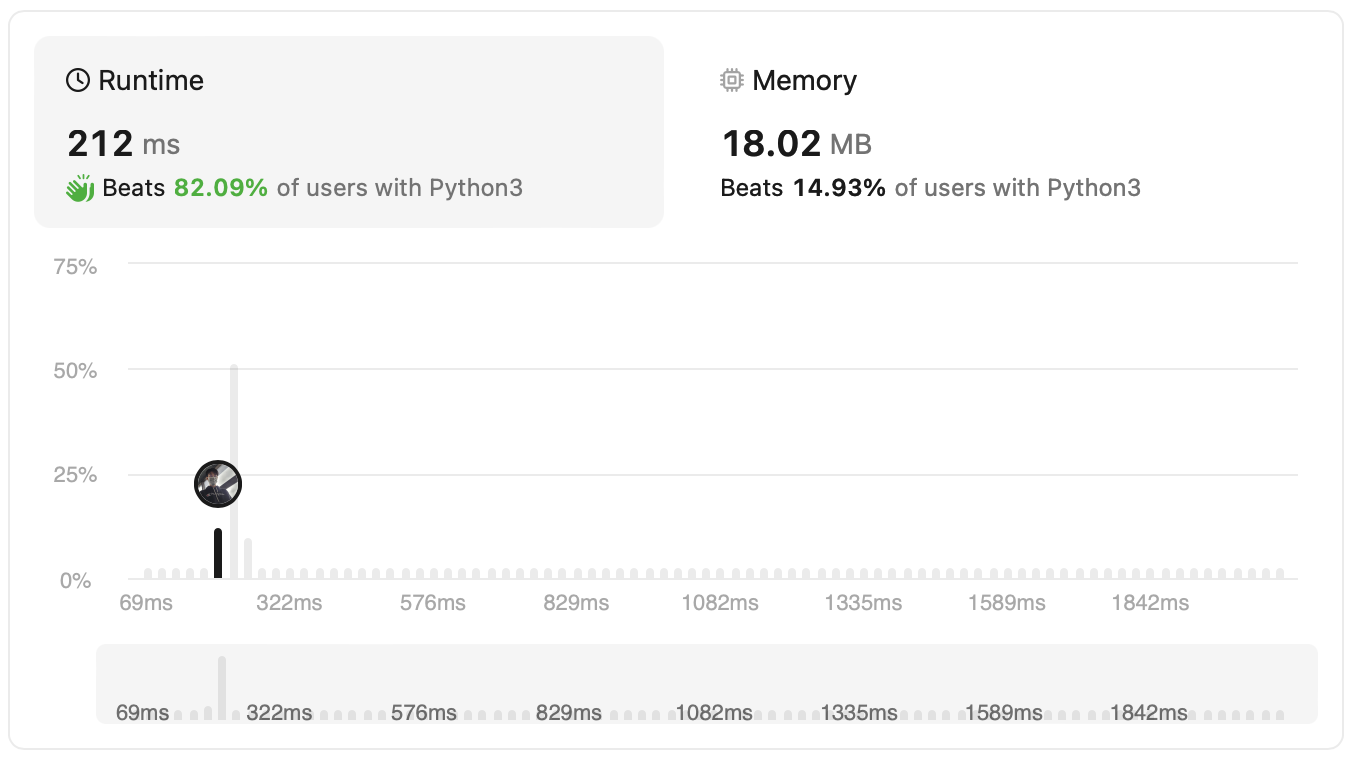 Runtime
212 ms
Beats 82.09% of users with Python3
Memory
18.02 MB
Beats 14.93% of users with Python3
75%
50%
25%
0%
69ms 322ms 576ms 829ms 1082ms 1335ms 1589ms 1842ms
69ms 322ms 576ms 829ms 1082ms 1335ms 1589ms 1842ms